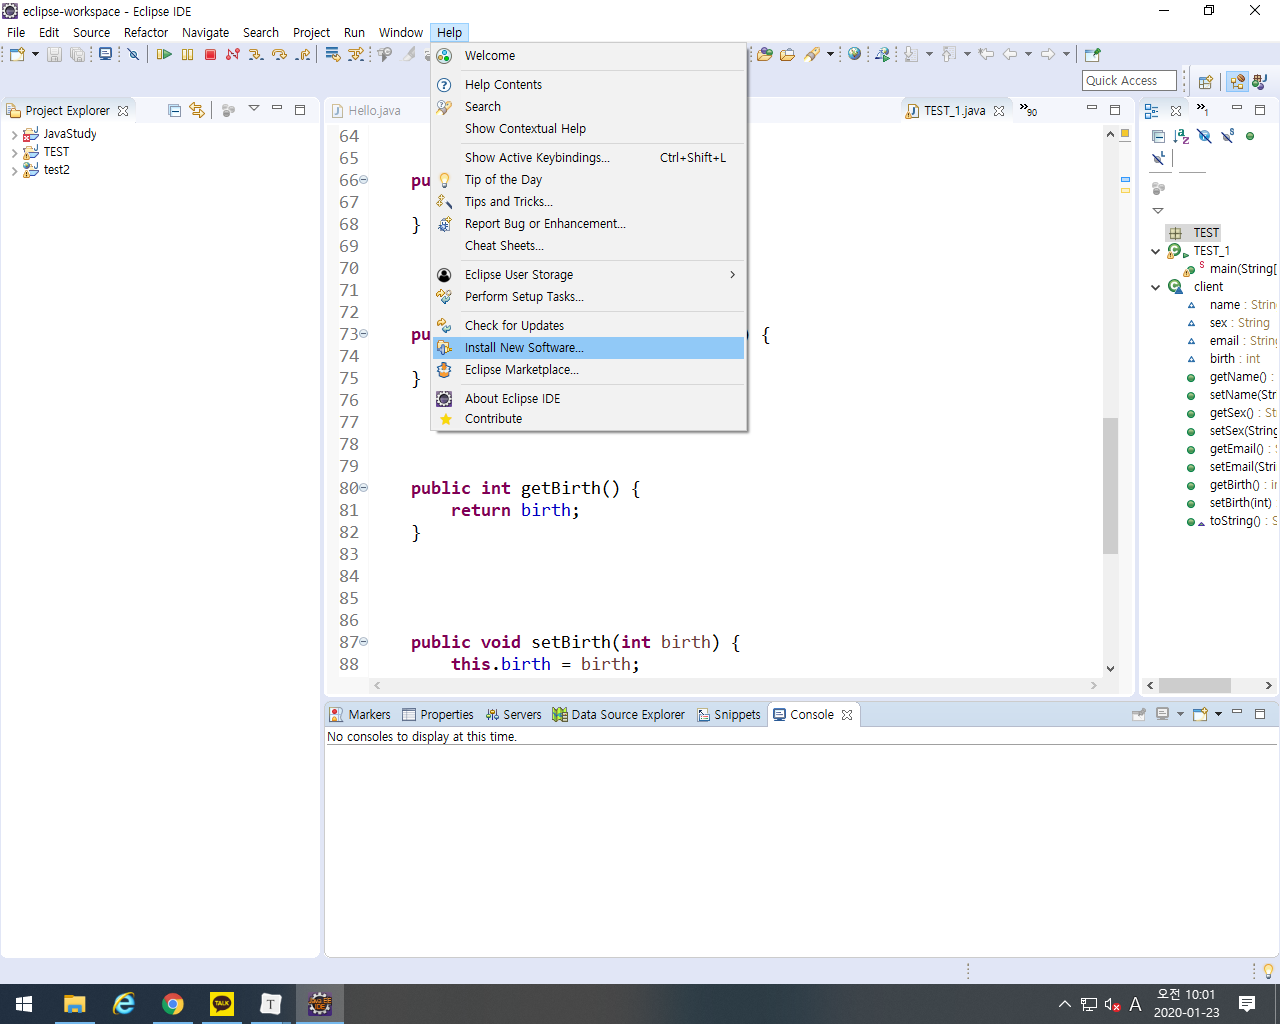 eclipse-workspace - Eclipse IDE
File Edit Source Refactor Navigate Search Project Run Window Help
Quick Access
Project Explorer
JavaStudy
TEST
test2
Hello.java
TEST_1.java
90
64
65
66 pu
67
68 }
69
70
71
72
73 pu {
74
75 }
76
77
78
79
80 public int getBirth() {
81 return birth;
82 }
83
84
85
86
87 public void setBirth(int birth) {
88 this.birth = birth;
Welcome
Help Contents
Search
Show Contextual Help
Show Active Keybindings... Ctrl+Shift+L
Tip of the Day
Tips and Tricks...
Report Bug or Enhancement...
Cheat Sheets...
Eclipse User Storage
Perform Setup Tasks...
Check for Updates
Install New Software...
Eclipse Marketplace...
About Eclipse IDE
Contribute
1
TEST
TEST_1
main(String[
client
name : Strin
sex : String
email : String
birth : int
getName() :
setName(Str
getSex() : St
setSex(String
getEmail() :
setEmail(Stri
getBirth() : in
setBirth(int)
toString() : S
Markers Properties Servers Data Source Explorer Snippets Console
No consoles to display at this time.
TALK
T
Java EE
IDE
A
오전 10:01
2020-01-23